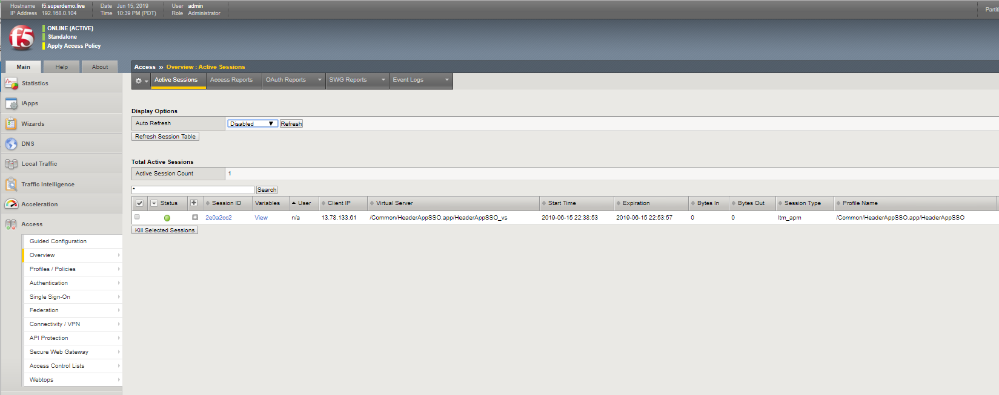 Hostname f5.superdemo.live Date Jun 15, 2019 User admin
IP Address 192.168.0.104 Time 10:39 PM (PDT) Role Administrator
f5
ONLINE (ACTIVE)
Standalone
Apply Access Policy
Main Help About
Access » Overview : Active Sessions
Active Sessions Access Reports OAuth Reports SWG Reports Event Logs
Statistics
iApps
Wizards
DNS
Local Traffic
Traffic Intelligence
Acceleration
Access
Guided Configuration
Overview
Profiles / Policies
Authentication
Single Sign-On
Federation
Connectivity / VPN
API Protection
Secure Web Gateway
Access Control Lists
Webtops
Display Options
Auto Refresh Disabled Refresh
Refresh Session Table
Total Active Sessions
Active Session Count 1
* Search
Status Session ID Variables User Client IP Virtual Server Start Time Expiration Bytes In Bytes Out Session Type Profile Name
2e0a2cc2 View n/a 13.78.133.61 /Common/HeaderAppSSO.app/HeaderAppSSO_vs 2019-06-15 22:38:53 2019-06-15 22:53:57 0 0 ltm_apm /Common/HeaderAppSSO.app/HeaderAppSSO
Kill Selected Sessions